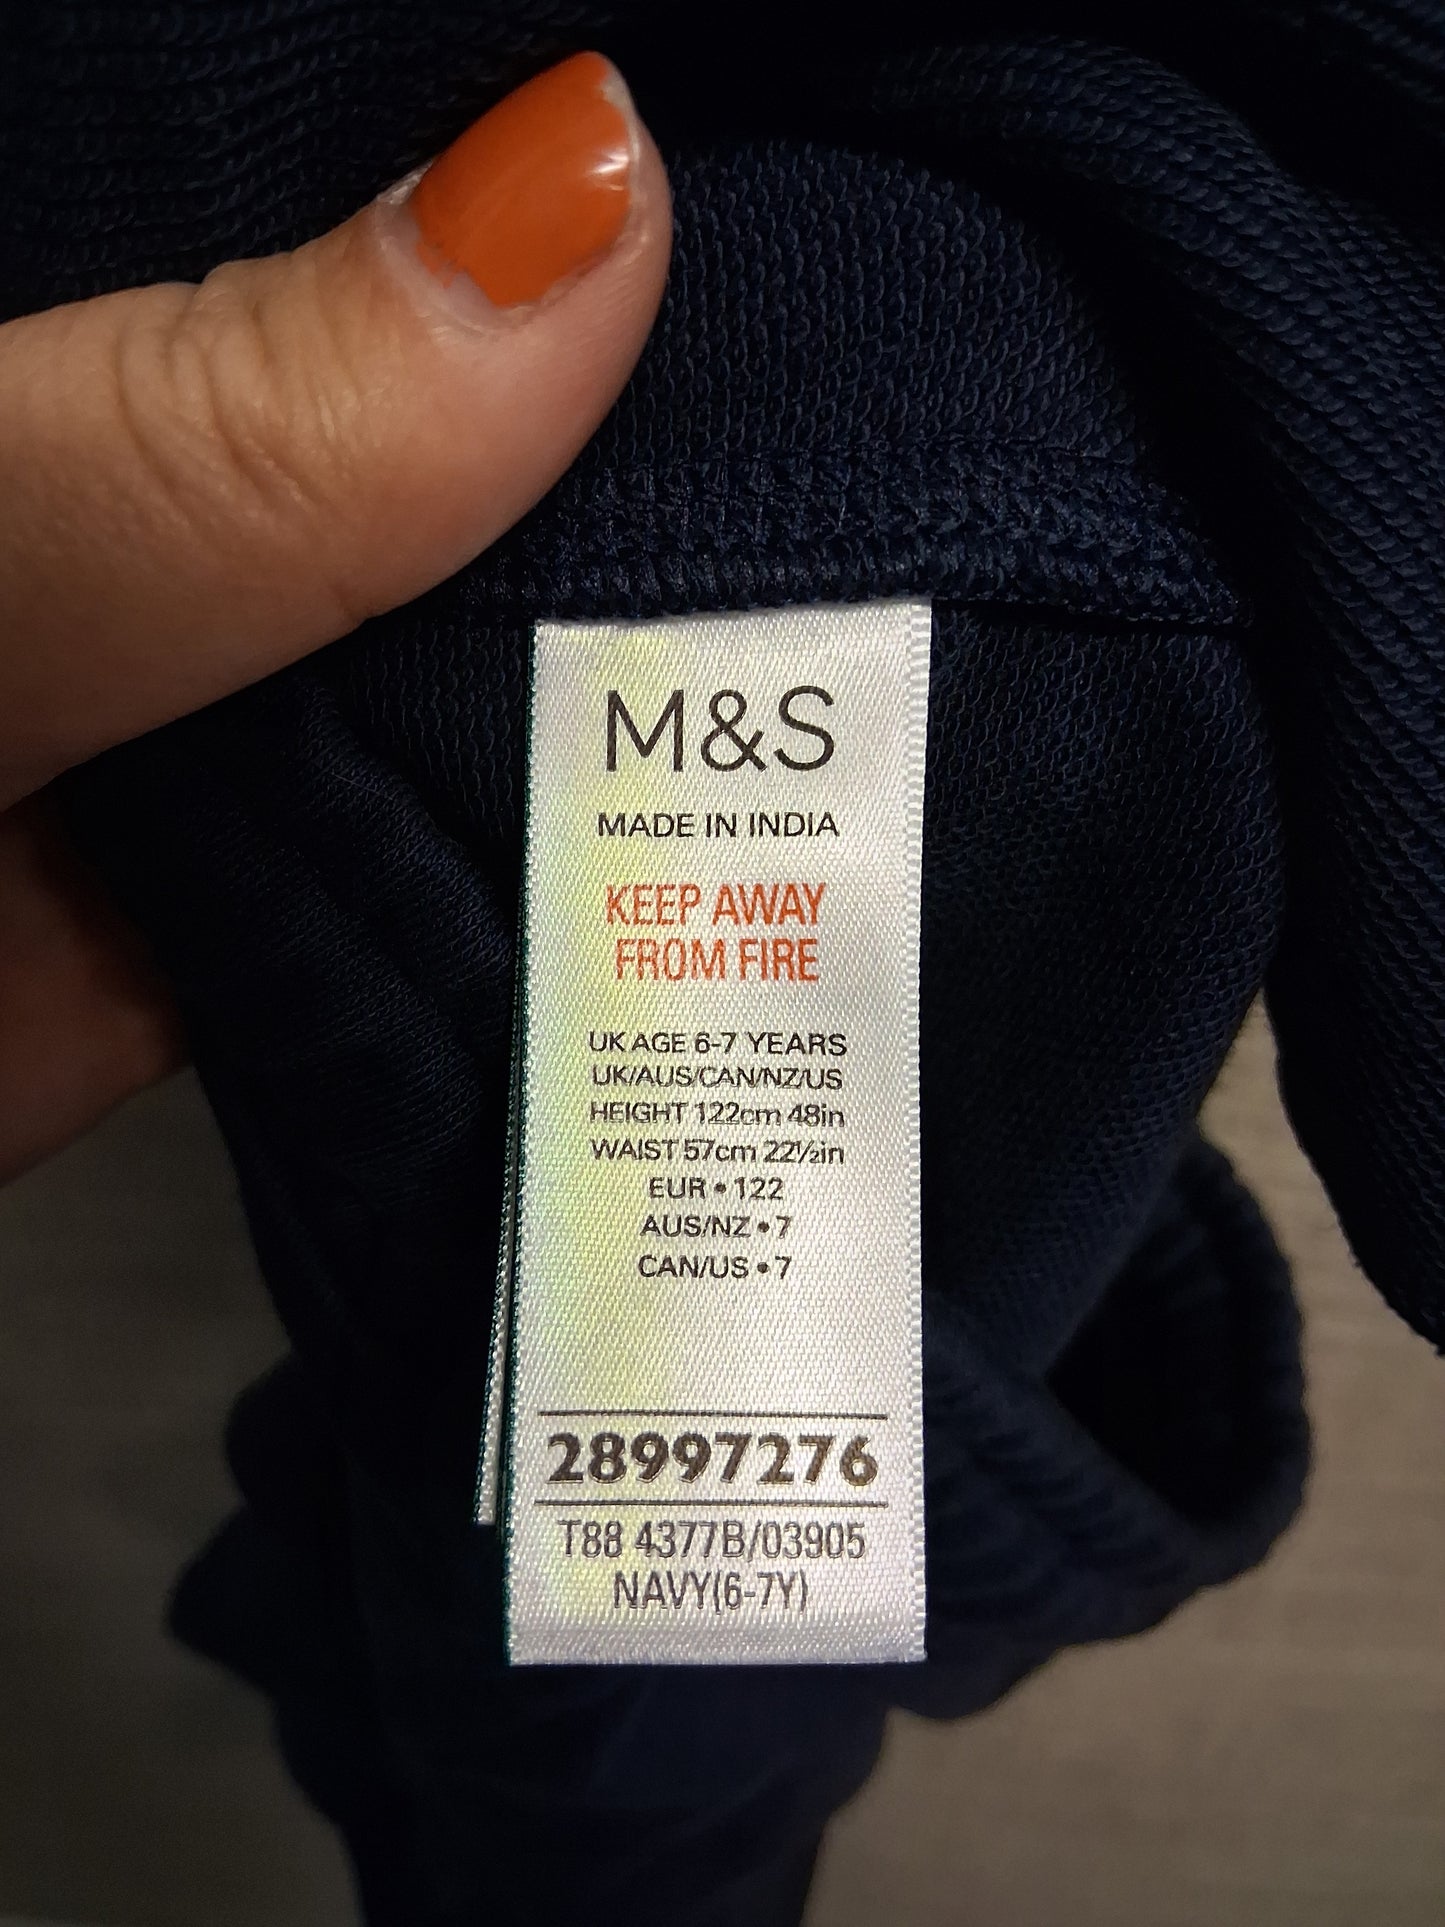 M&S
MADE IN INDIA
KEEP AWAY
FROM FIRE
UK AGE 6-7 YEARS
UK/AUS/CAN/NZ/US
HEIGHT 122cm 48in
WAIST 57cm 22½in
EUR • 122
AUS/NZ • 7
CAN/US • 7
28997276
T88 4377B/03905
NAVY(6-7Y)